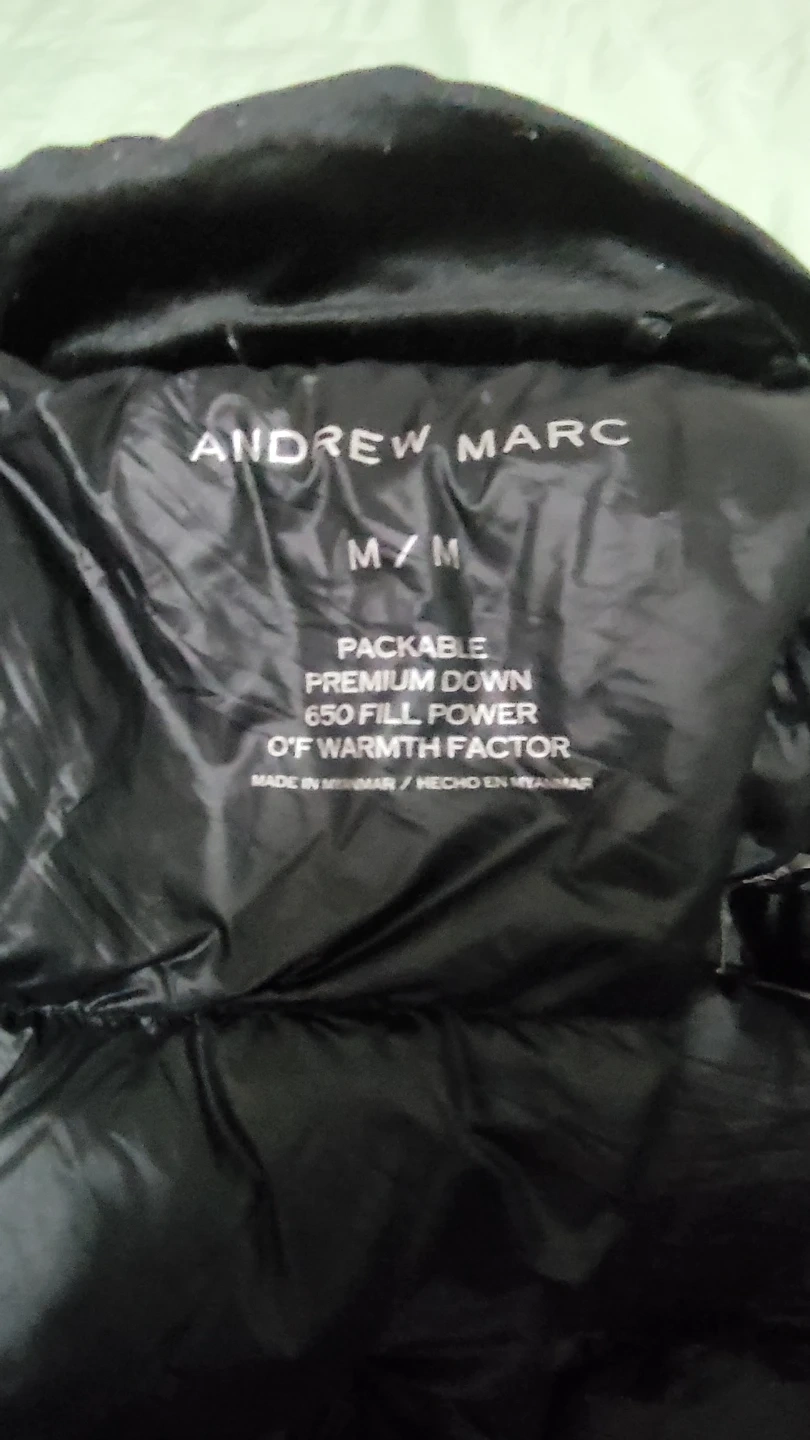 ANDREW MARC
M / M
PACKABLE
PREMIUM DOWN
650 FILL POWER
0°F WARMTH FACTOR
MADE IN MYANMAR / HECHO EN MYANMAR